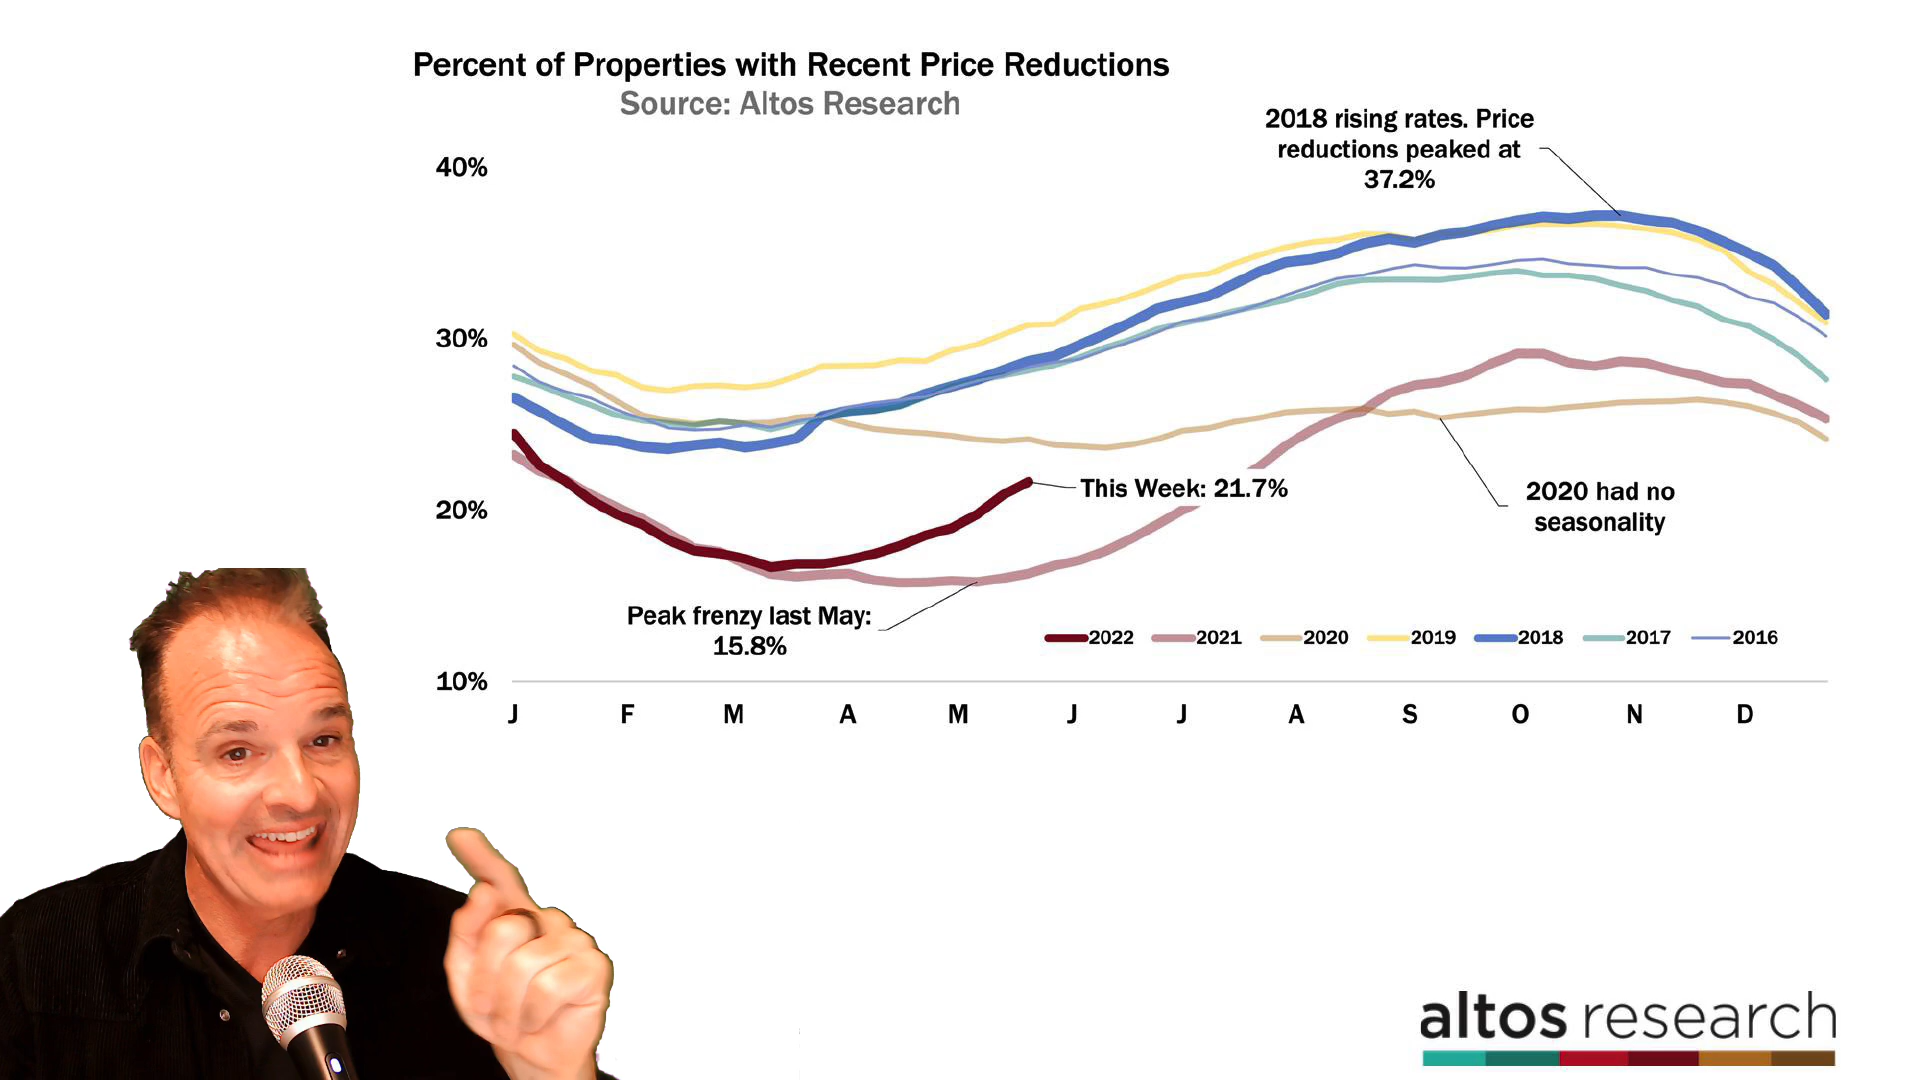 Percent of Properties with Recent Price Reductions
Source: Altos Research
2018 rising rates. Price
reductions peaked at
37.2%
40%
30%
20%
10%
This Week: 21.7%
2020 had no
seasonality
Peak frenzy last May:
15.8%
2022 2021 2020 2019 2018 2017 2016
J F M A M J J A S O N D
altos research